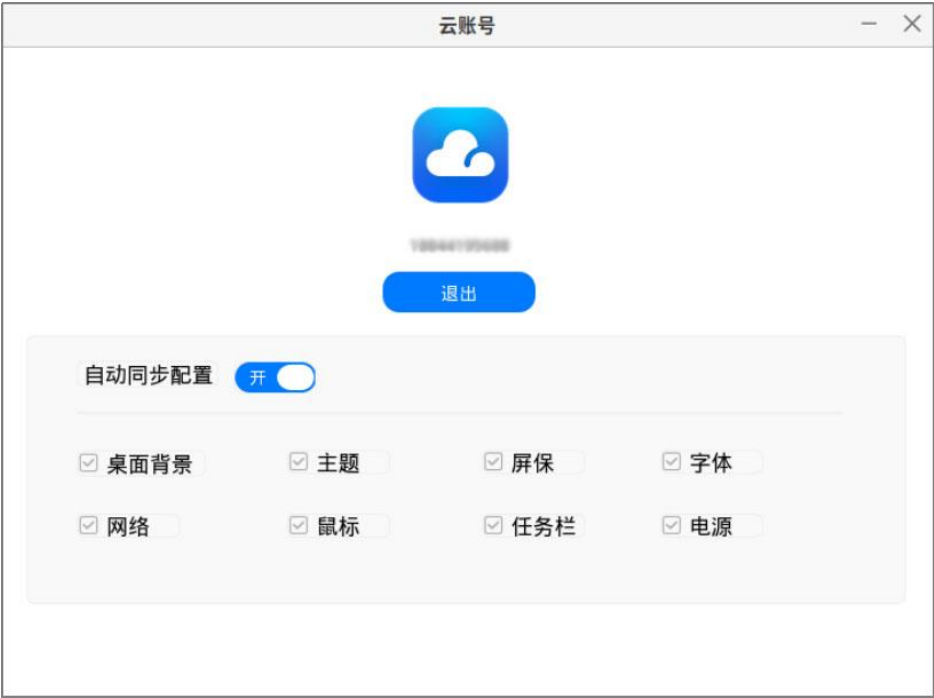 云账号
退出
自动同步配置 开
桌面背景 主题 屏保 字体
网络 鼠标 任务栏 电源